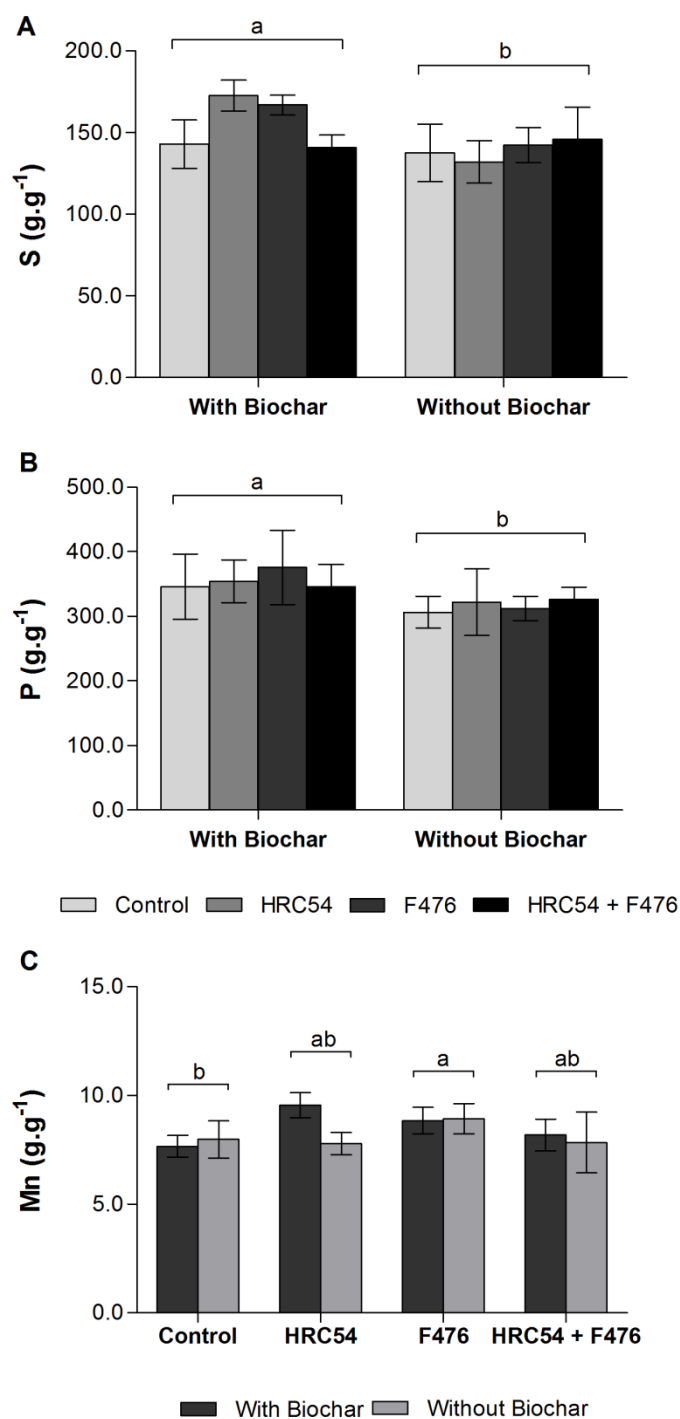 A
a
b
200.0
150.0
100.0
50.0
0.0
S (g.g⁻¹)
With Biochar
Without Biochar
B
a
b
500.0
400.0
300.0
200.0
100.0
0.0
P (g.g⁻¹)
With Biochar
Without Biochar
Control HRC54 F476 HRC54 + F476
C
15.0
10.0
5.0
0.0
Mn (g.g⁻¹)
b
ab
a
ab
Control
HRC54
F476
HRC54 + F476
With Biochar Without Biochar